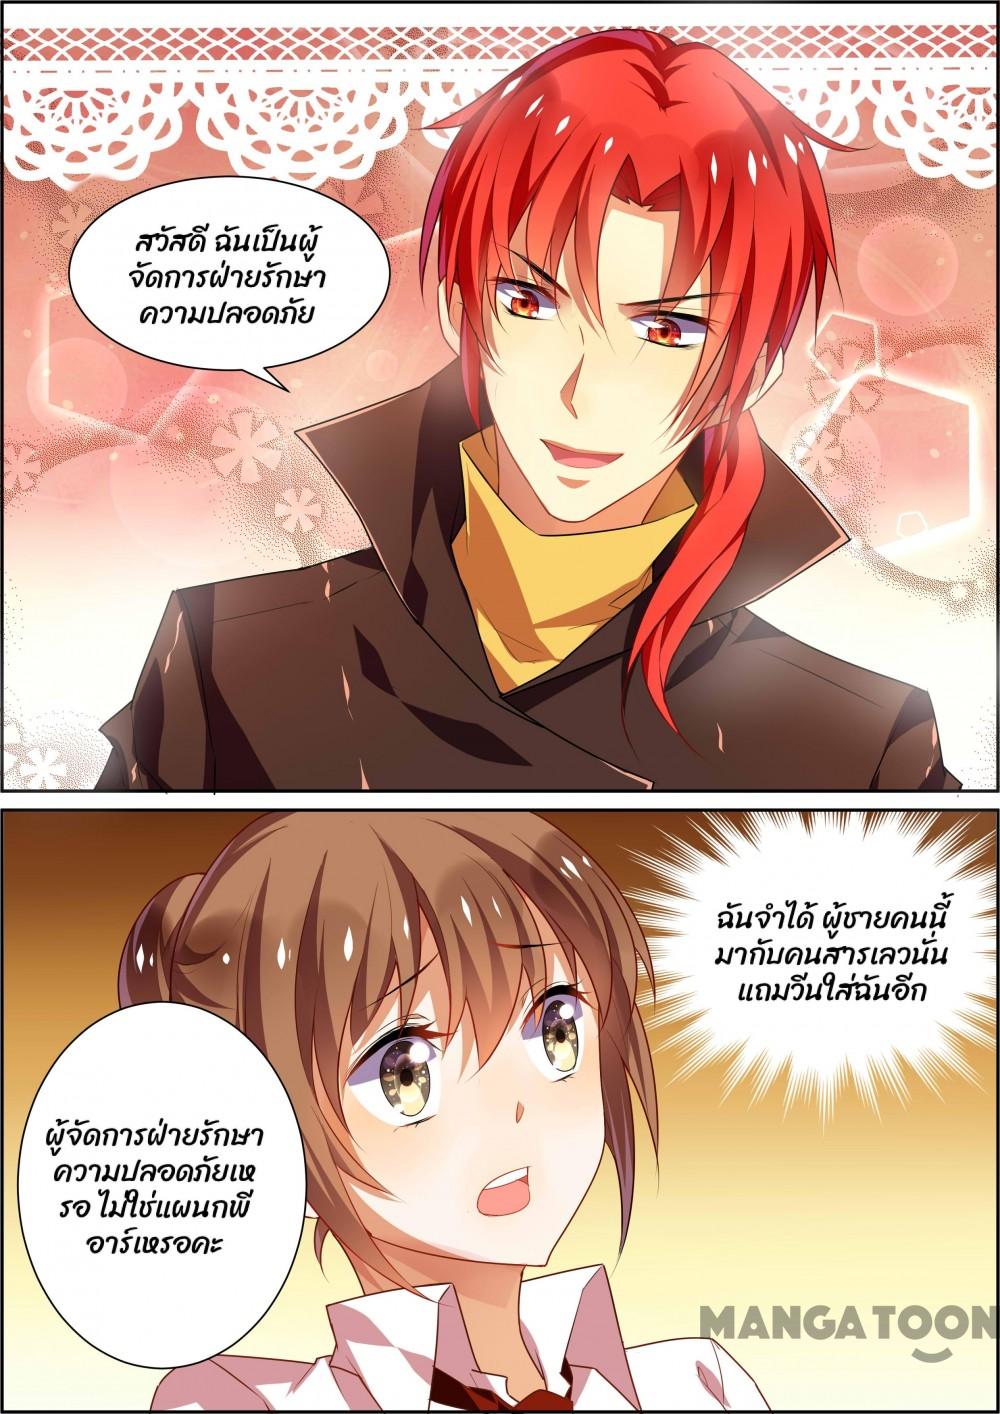 สวัสดี ฉันเป็นผู้
จัดการฝ่ายรักษา
ความปลอดภัย
ฉันจำได้ ผู้ชายคนนี้
มากับคนสารเลวนั่น
แถมวีนใส่ฉันอีก
ผู้จัดการฝ่ายรักษา
ความปลอดภัยเห
รอ ไม่ใช่แผนกพี
อาร์เหรอคะ
MANGATOON